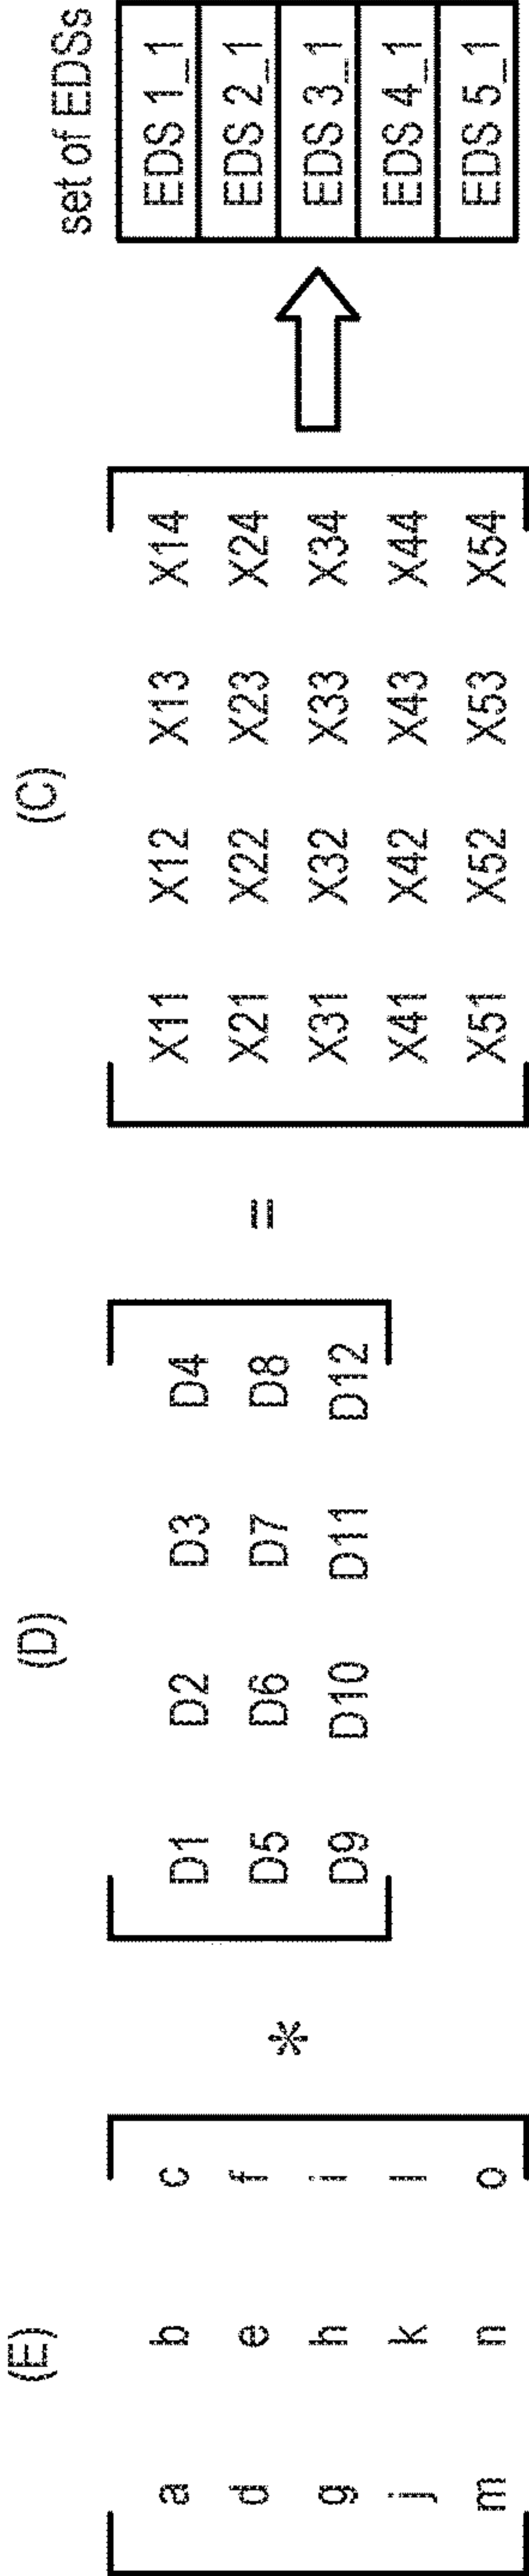 (E) (D) (C) set of EDSs
a b c D1 D2 D3 D4 X11 X12 X13 X14 EDS 1_1
d e f * D5 D6 D7 D8 = X21 X22 X23 X24 EDS 2_1
g h i D9 D10 D11 D12 X31 X32 X33 X34 EDS 3_1
j k l X41 X42 X43 X44 EDS 4_1
m n o X51 X52 X53 X54 EDS 5_1